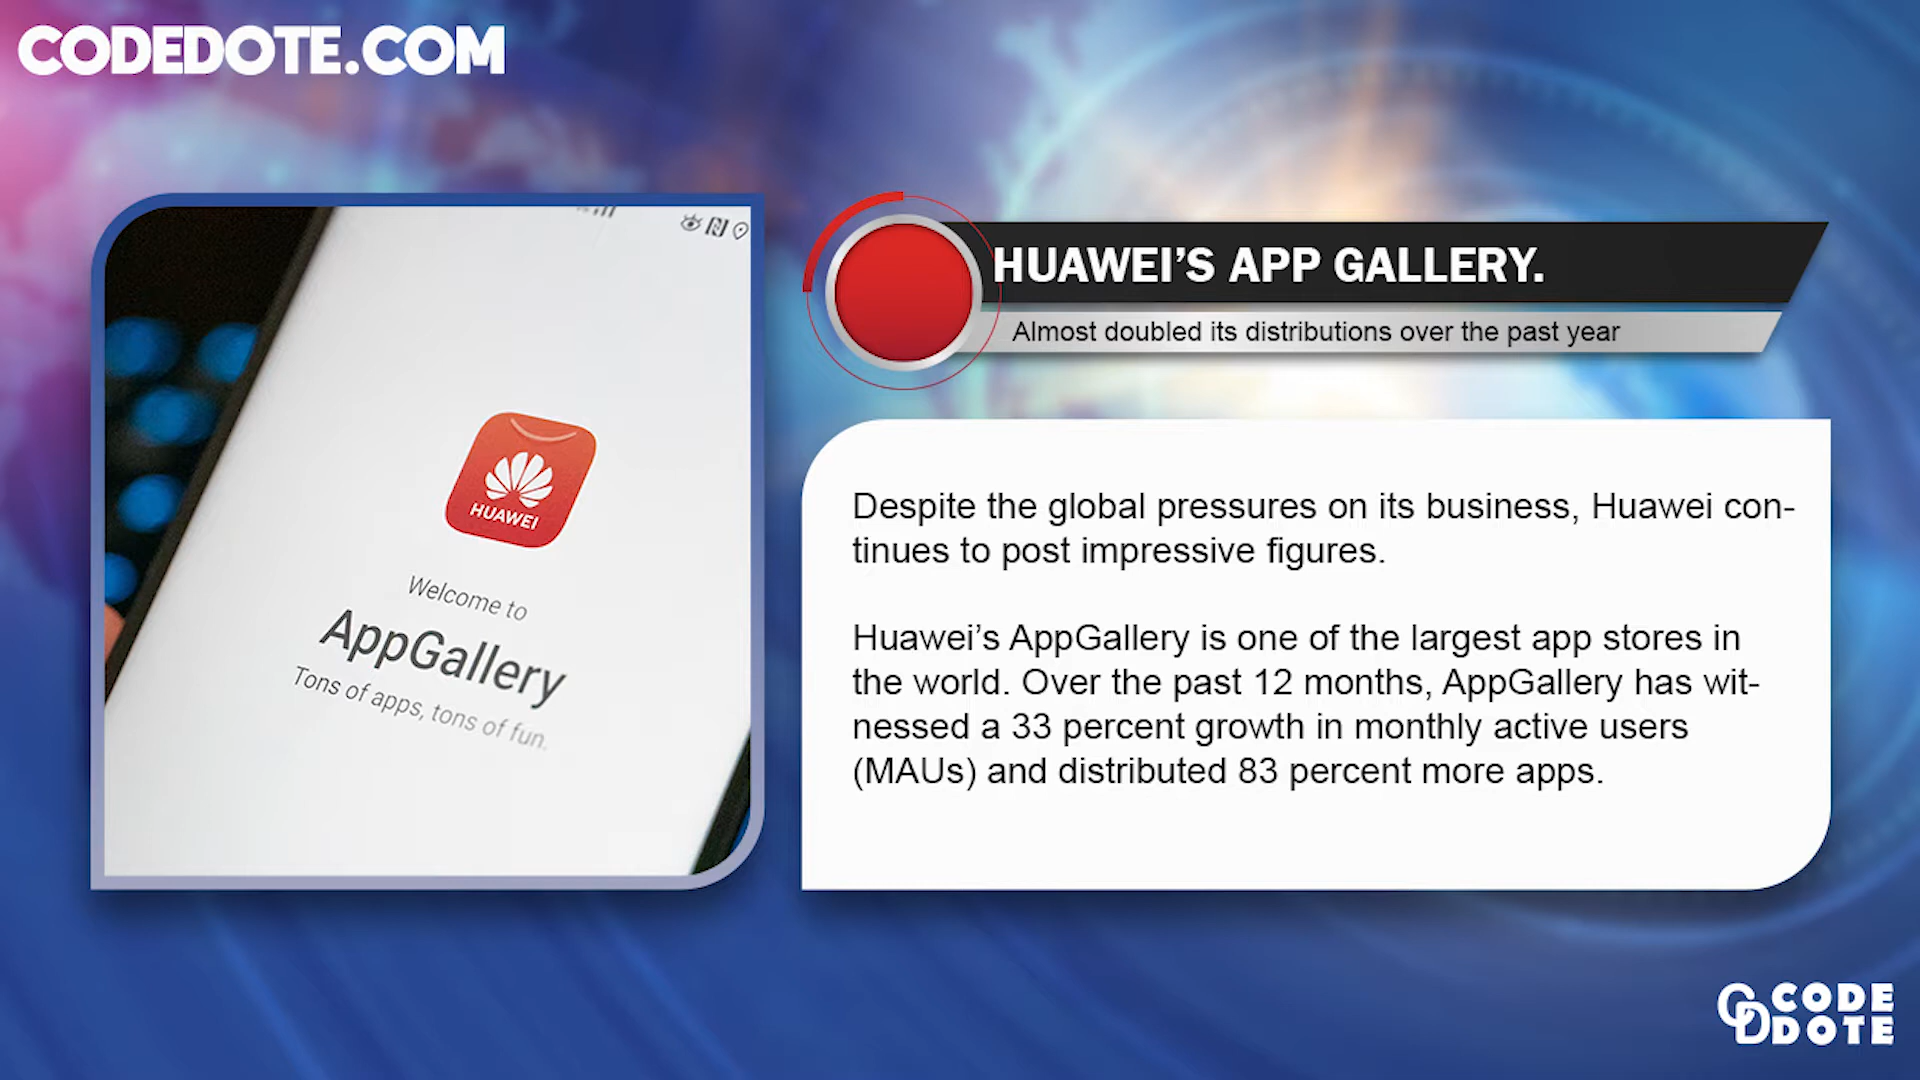 CODEDOTE.COM
HUAWEI
Welcome to
AppGallery
Tons of apps, tons of fun.
HUAWEI’S APP GALLERY.
Almost doubled its distributions over the past year
Despite the global pressures on its business, Huawei con-
tinues to post impressive figures.
Huawei’s AppGallery is one of the largest app stores in
the world. Over the past 12 months, AppGallery has wit-
nessed a 33 percent growth in monthly active users
(MAUs) and distributed 83 percent more apps.
CODE
DOTE